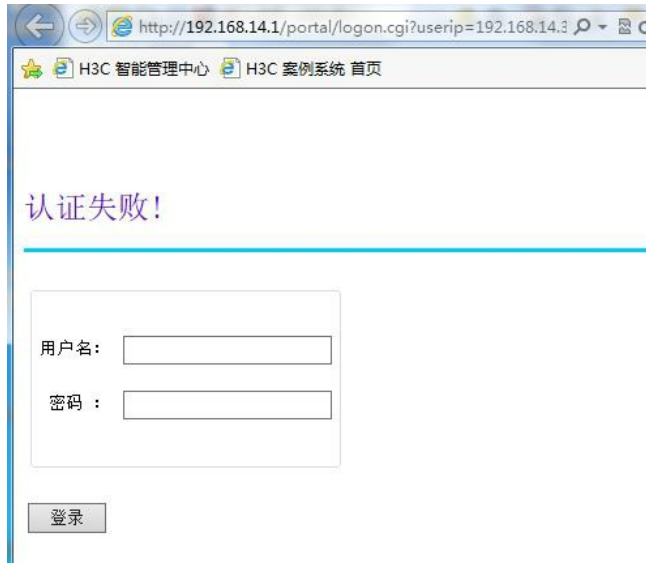 http://192.168.14.1/portal/logon.cgi?userip=192.168.14.3
H3C 智能管理中心 H3C 案例系统 首页
认证失败!
用户名:
密码 :
登录